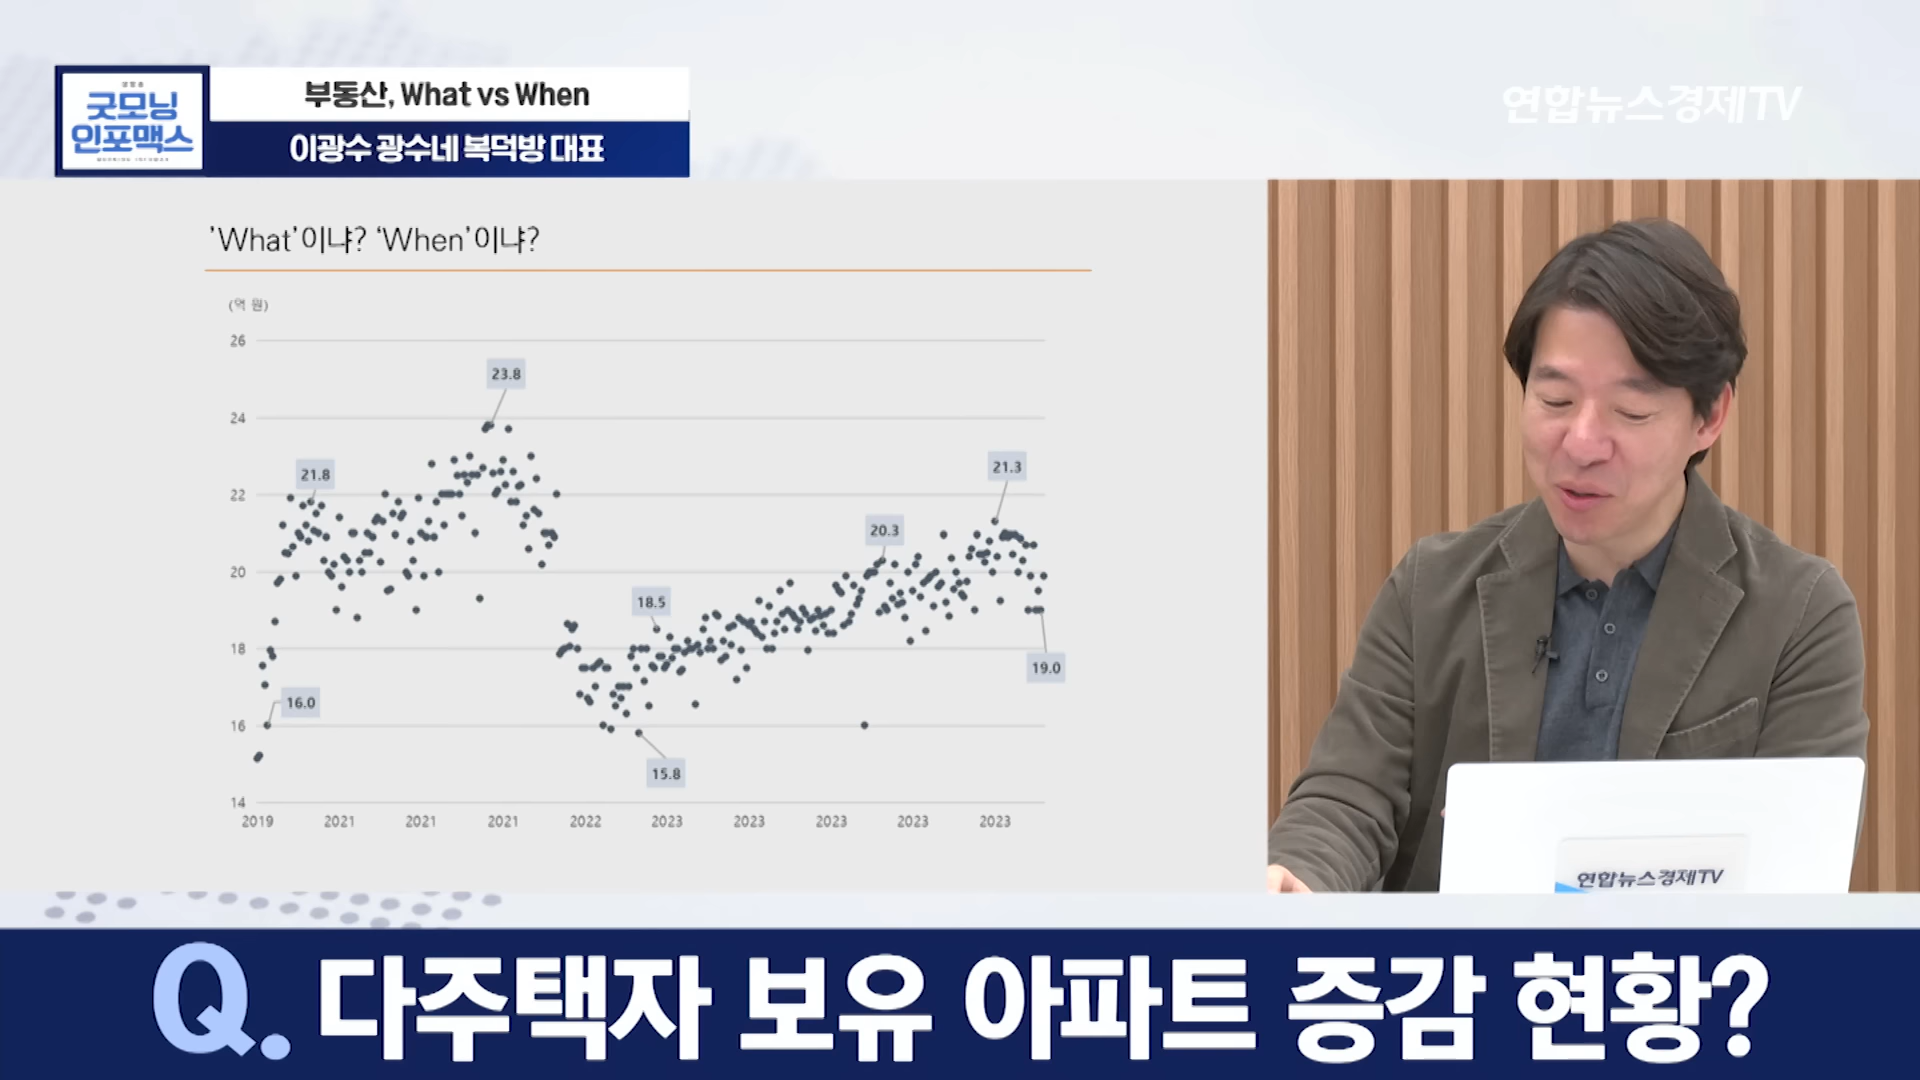 굿모닝
인포맥스
부동산, What vs When
이광수 광수네 복덕방 대표
연합뉴스경제TV
'What'이냐? ‘When’이냐?
(억 원)
26
24
22
20
18
16
14
23.8
21.8
21.3
20.3
18.5
16.0
19.0
15.8
2019 2021 2021 2021 2022 2023 2023 2023 2023 2023
연합뉴스경제TV
Q. 다주택자 보유 아파트 증감 현황?